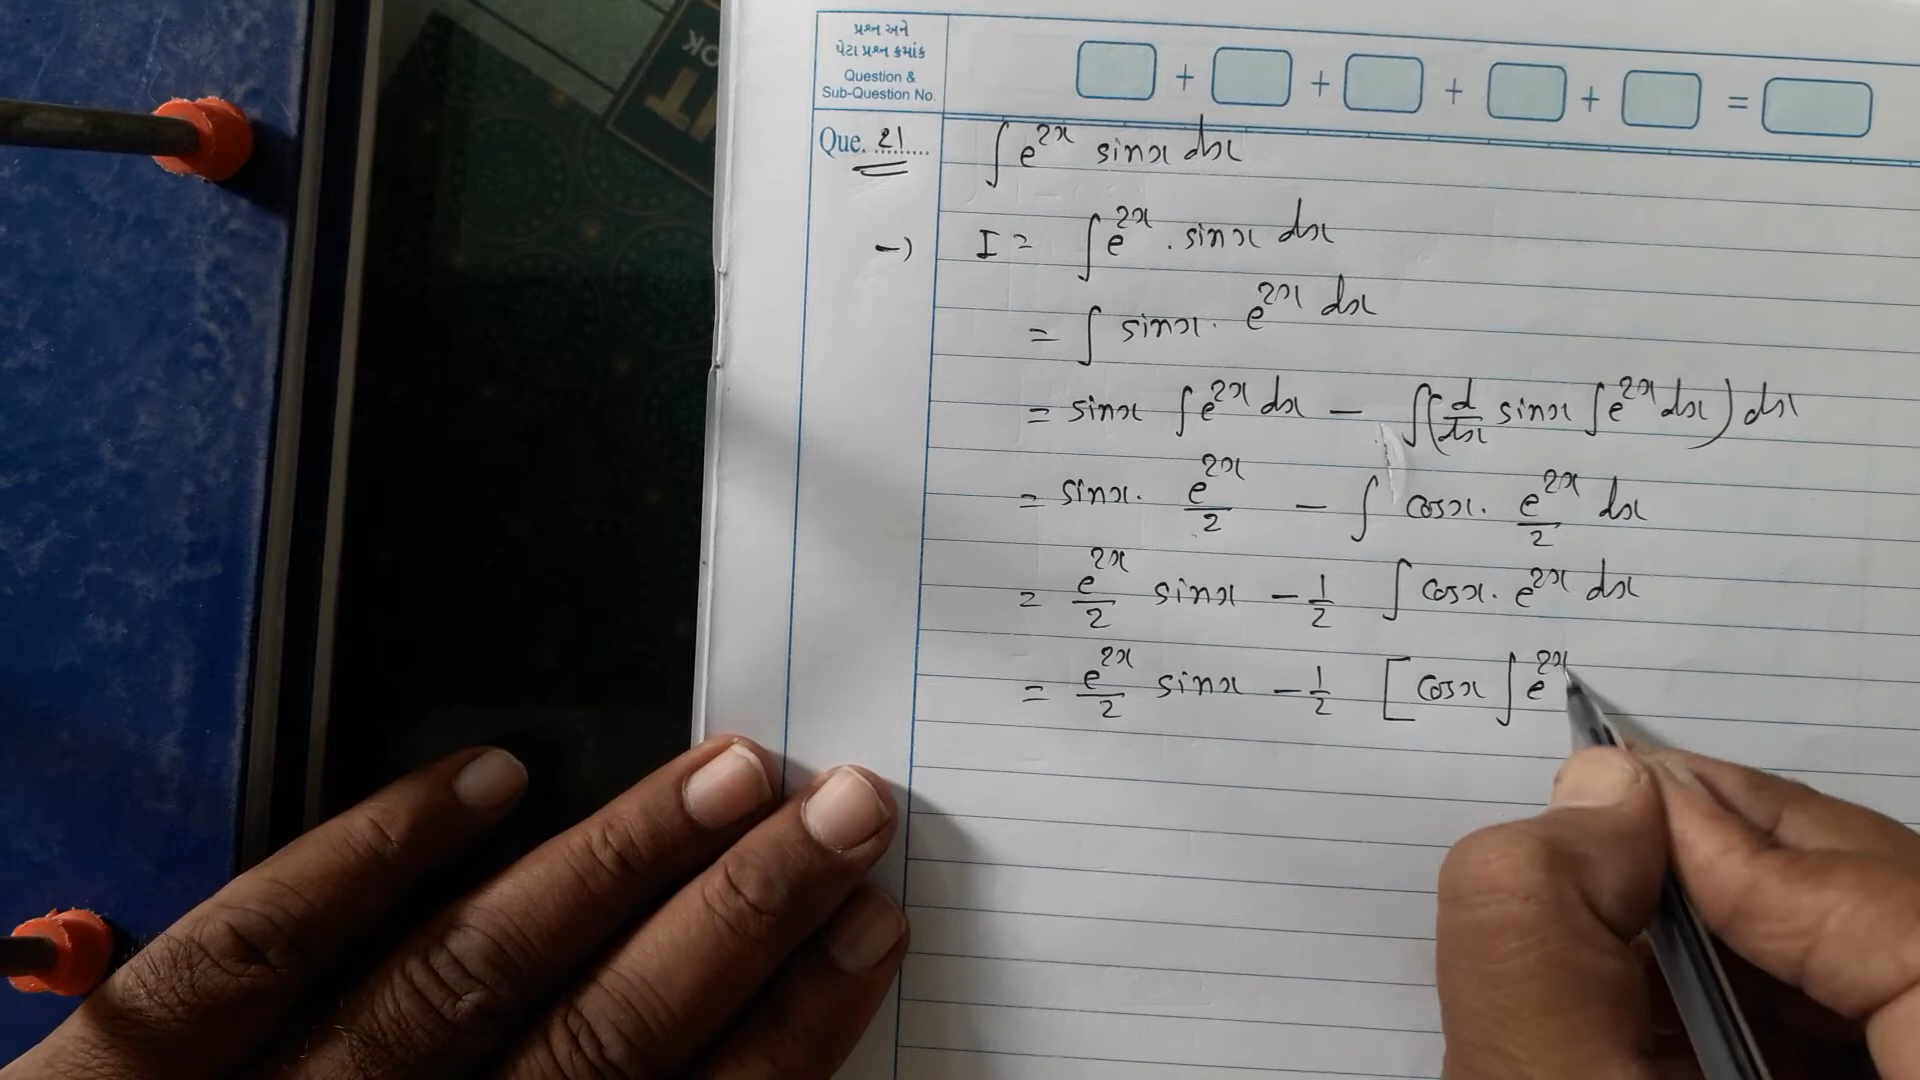 પ્રશ્ન અને
પેટા પ્રશ્ન ક્રમાંક
Question &
Sub-Question No.
+ + + + =
Que. 21
∫ e^{2x} sinx dx
→) I = ∫ e^{2x} . sinx dx
= ∫ sinx . e^{2x} dx
= sinx ∫ e^{2x} dx − ∫ (d/dx sinx ∫ e^{2x} dx) dx
= sinx . e^{2x}/2 − ∫ cosx . e^{2x}/2 dx
= e^{2x}/2 sinx − 1/2 ∫ cosx . e^{2x} dx
= e^{2x}/2 sinx − 1/2 [ cosx ∫ e^{2x}